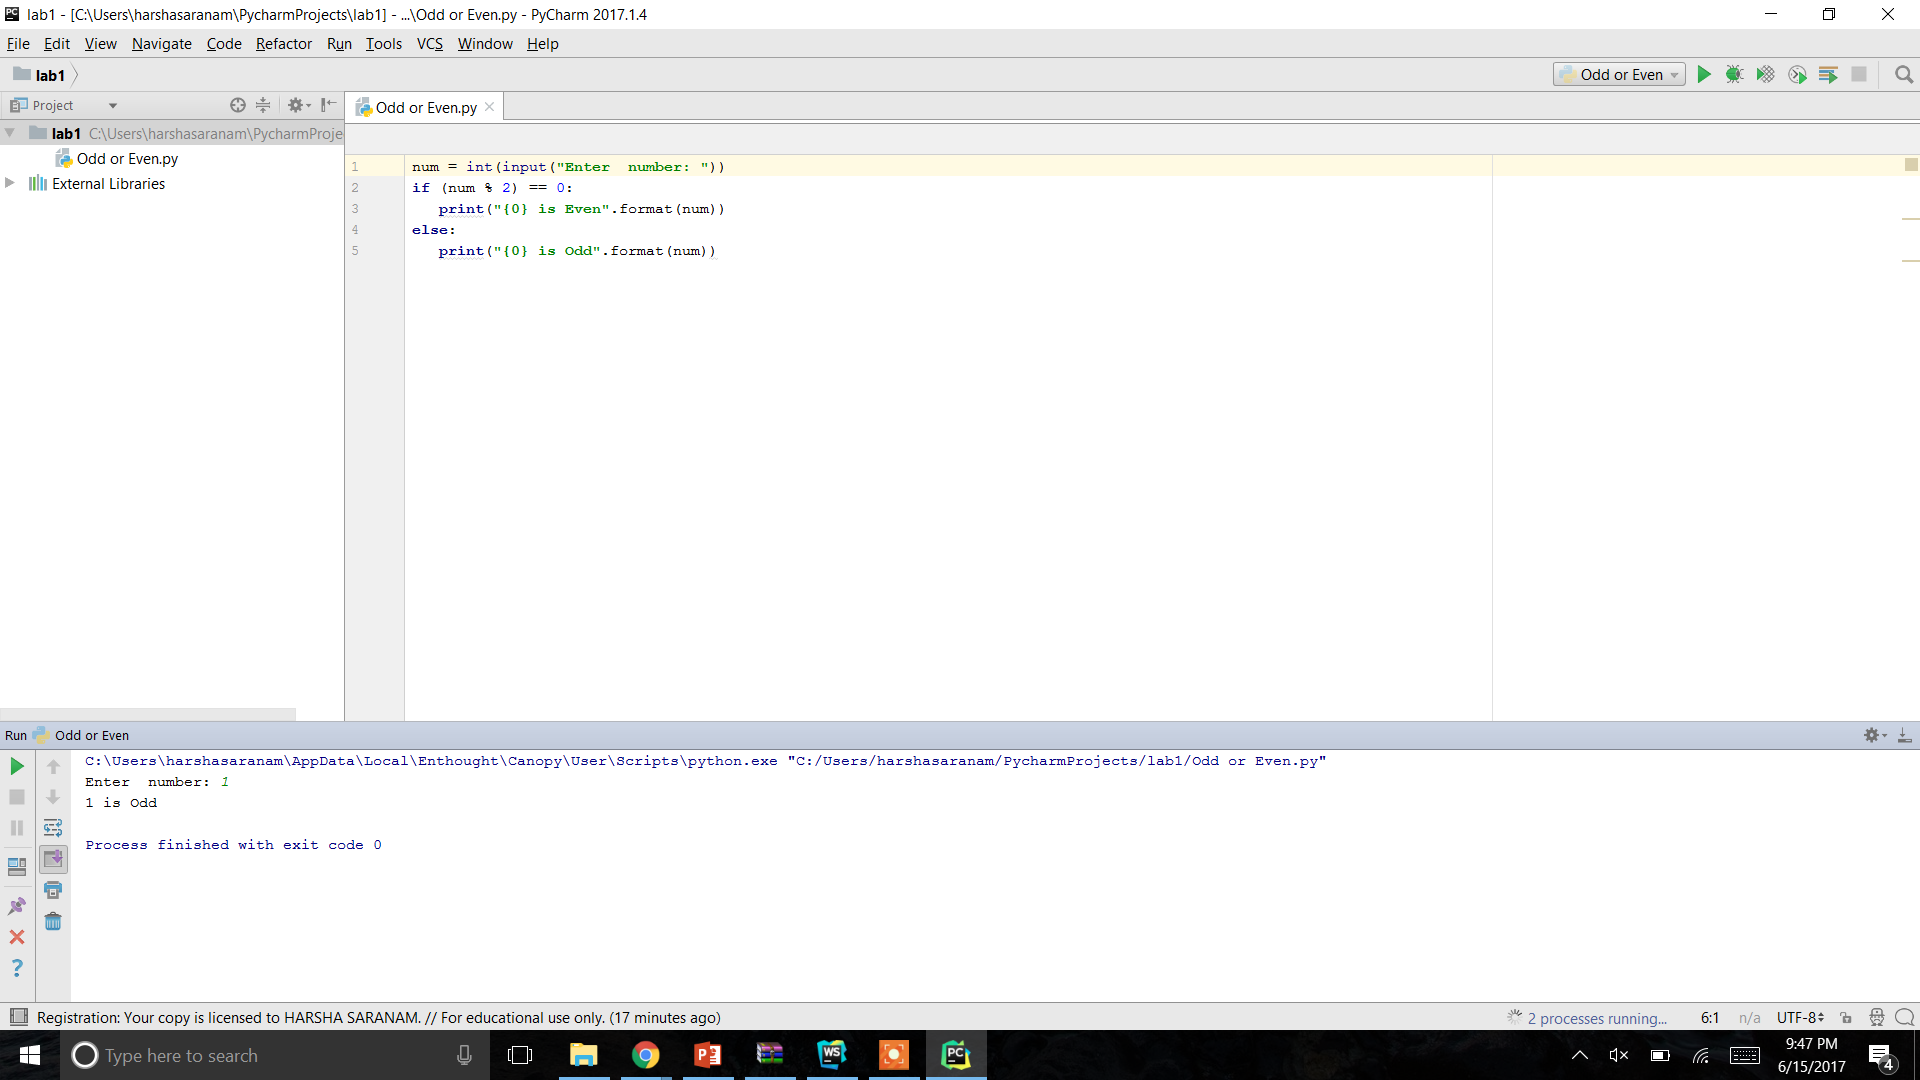 lab1 - [C:\Users\harshasaranam\PycharmProjects\lab1] - ...\Odd or Even.py - PyCharm 2017.1.4
File Edit View Navigate Code Refactor Run Tools VCS Window Help
lab1
Odd or Even
Project
Odd or Even.py
lab1 C:\Users\harshasaranam\PycharmProje
Odd or Even.py
External Libraries
1 num = int(input("Enter  number: "))
2 if (num % 2) == 0:
3    print("{0} is Even".format(num))
4 else:
5    print("{0} is Odd".format(num))
Run Odd or Even
C:\Users\harshasaranam\AppData\Local\Enthought\Canopy\User\Scripts\python.exe "C:/Users/harshasaranam/PycharmProjects/lab1/Odd or Even.py"
Enter  number: 1
1 is Odd
Process finished with exit code 0
Registration: Your copy is licensed to HARSHA SARANAM. // For educational use only. (17 minutes ago)
2 processes running...
6:1 n/a UTF-8
Type here to search
9:47 PM
6/15/2017
4